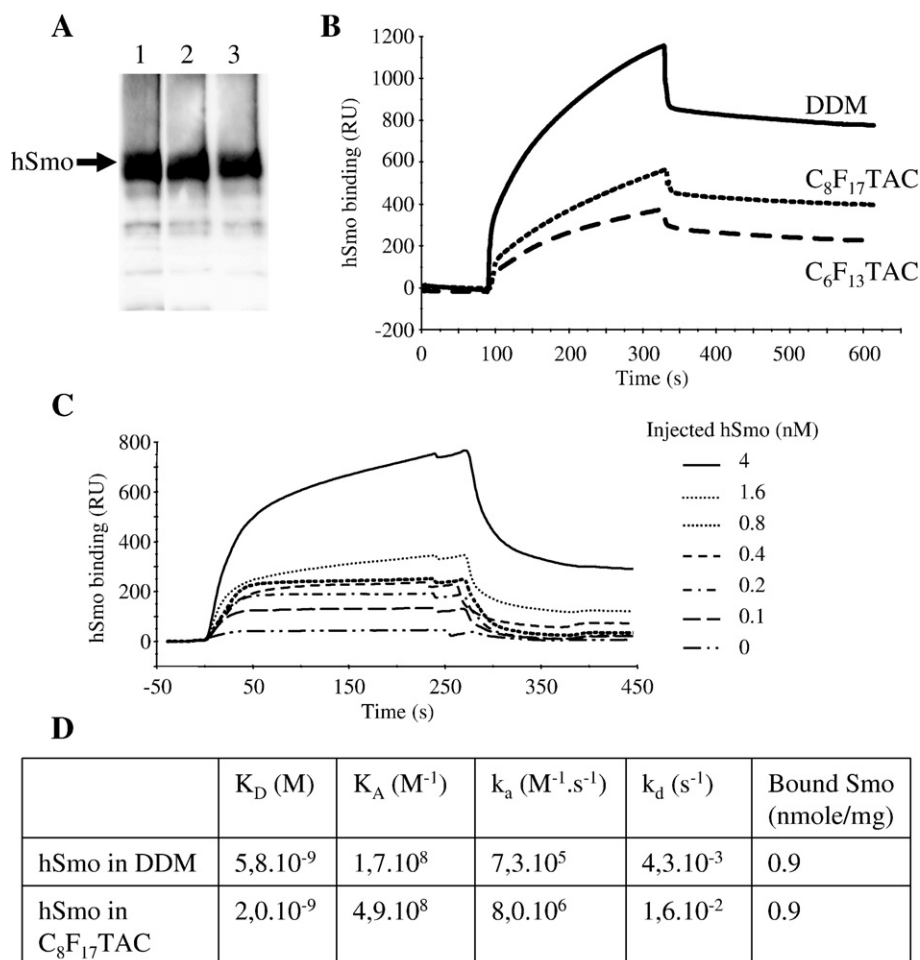 A
1 2 3
hSmo
B
1200
1000
800
600
400
200
0
-200
hSmo binding (RU)
DDM
C₈F₁₇TAC
C₆F₁₃TAC
0 100 200 300 400 500 600
Time (s)
C
800
600
400
200
0
hSmo binding (RU)
-50 50 150 250 350 450
Time (s)
Injected hSmo (nM)
4
1.6
0.8
0.4
0.2
0.1
0
D
K_D (M) K_A (M⁻¹) k_a (M⁻¹.s⁻¹) k_d (s⁻¹) Bound Smo
(nmole/mg)
hSmo in DDM 5,8.10⁻⁹ 1,7.10⁸ 7,3.10⁵ 4,3.10⁻³ 0.9
hSmo in 2,0.10⁻⁹ 4,9.10⁸ 8,0.10⁶ 1,6.10⁻² 0.9
C₈F₁₇TAC